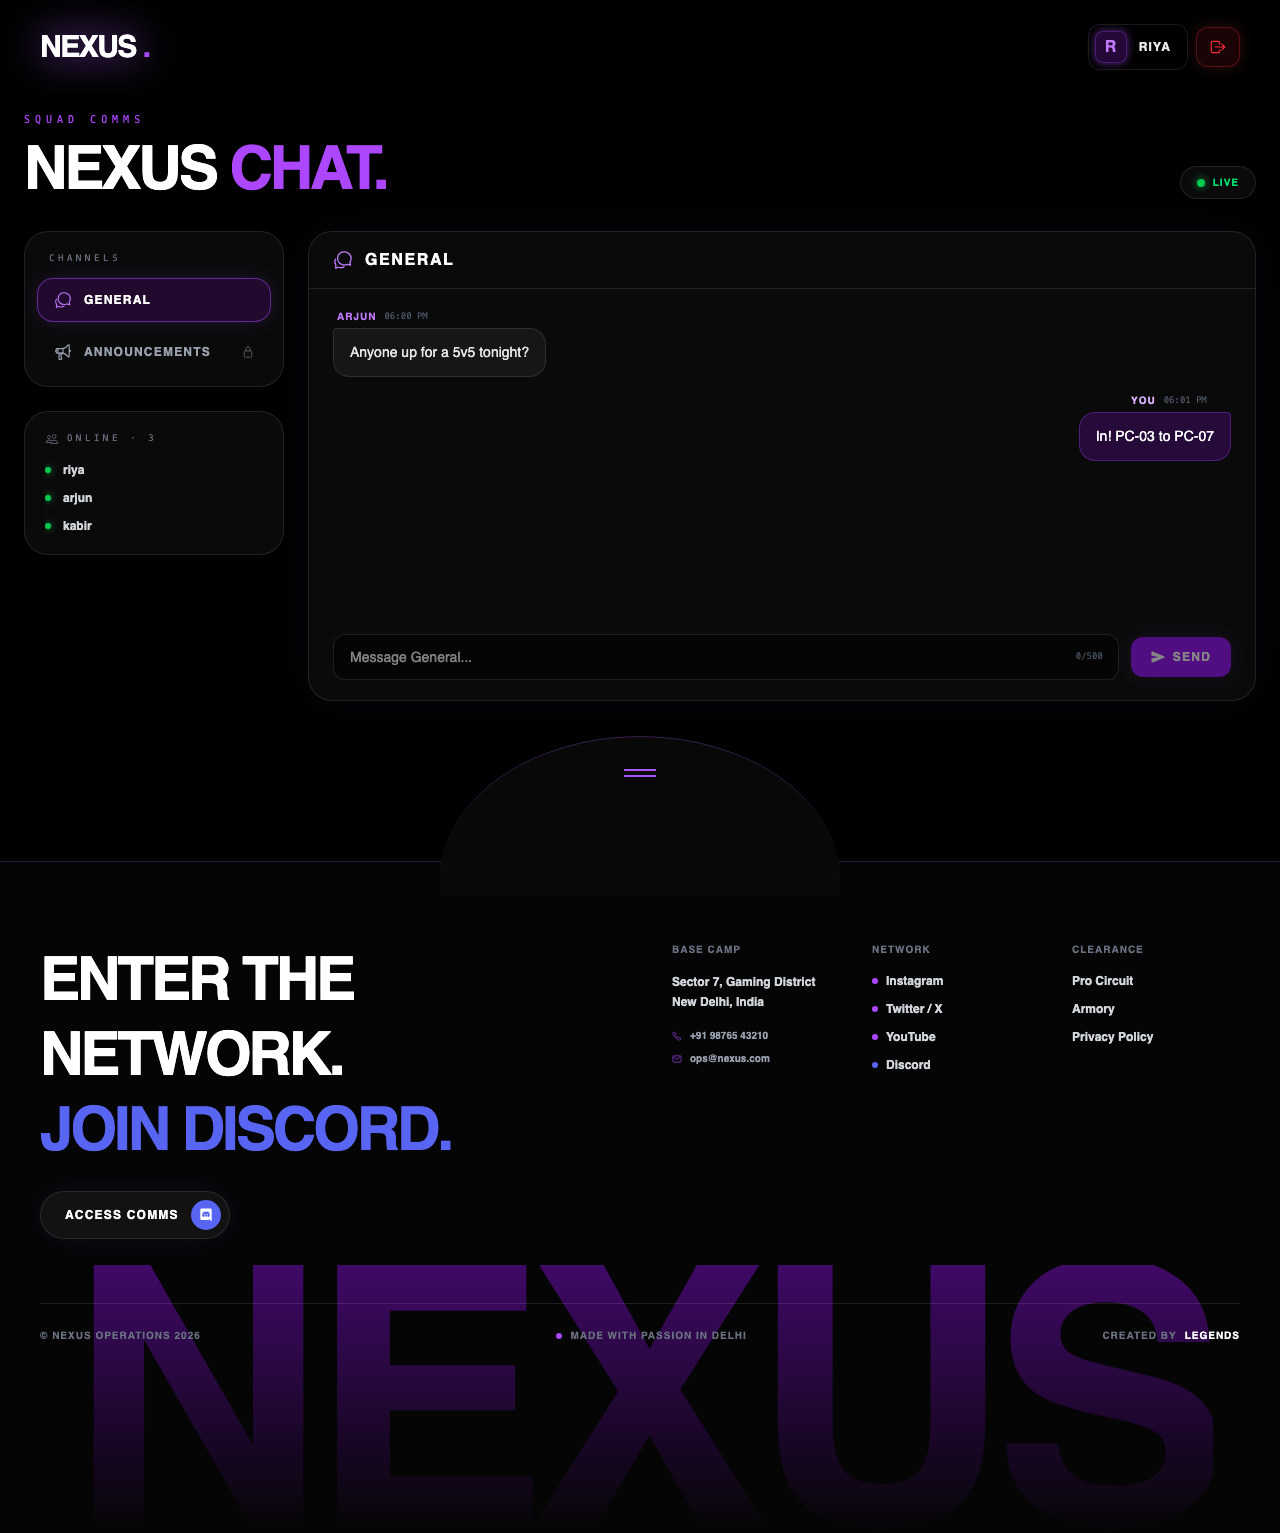 NEXUS .
R RIYA
SQUAD COMMS
NEXUS CHAT.
LIVE
CHANNELS
GENERAL
ANNOUNCEMENTS
ONLINE · 3
riya
arjun
kabir
GENERAL
ARJUN 06:00 PM
Anyone up for a 5v5 tonight?
YOU 06:01 PM
In! PC-03 to PC-07
Message General...
0/500
SEND
ENTER THE
NETWORK.
JOIN DISCORD.
ACCESS COMMS
BASE CAMP
Sector 7, Gaming District
New Delhi, India
+91 98765 43210
ops@nexus.com
NETWORK
Instagram
Twitter / X
YouTube
Discord
CLEARANCE
Pro Circuit
Armory
Privacy Policy
NEXUS
© NEXUS OPERATIONS 2026
MADE WITH PASSION IN DELHI
CREATED BY LEGENDS